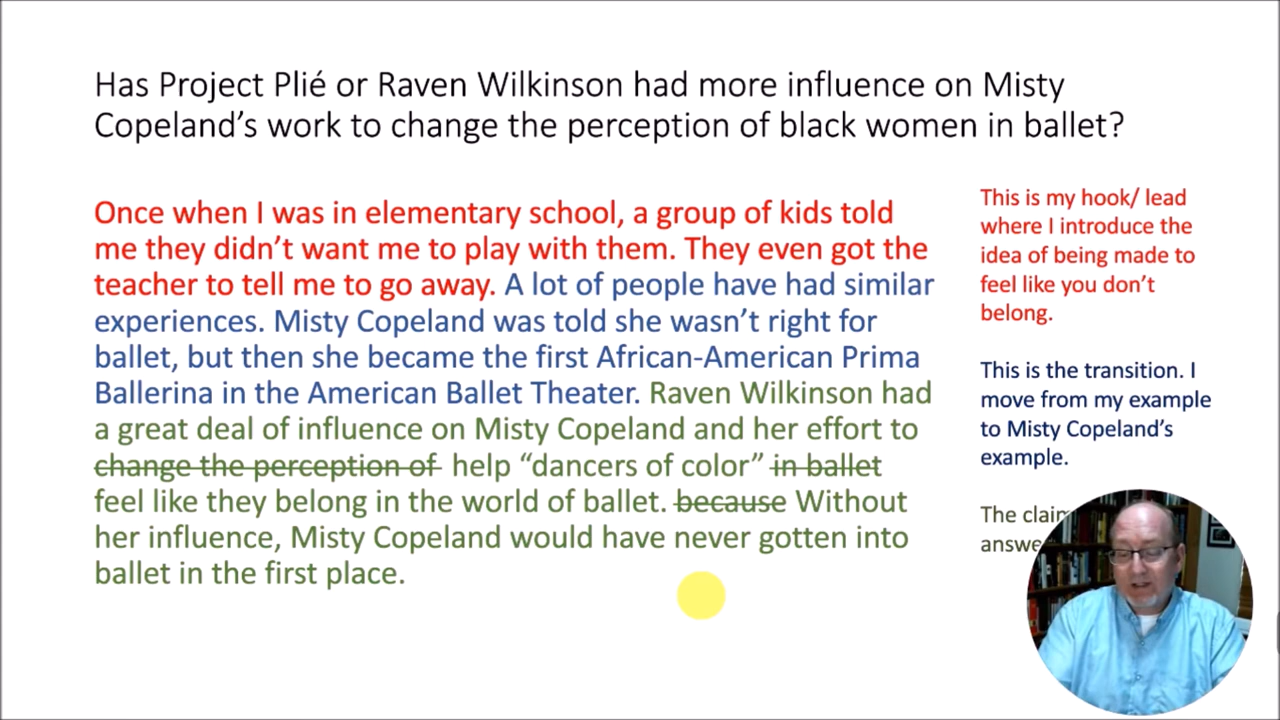 Has Project Plié or Raven Wilkinson had more influence on Misty
Copeland’s work to change the perception of black women in ballet?
Once when I was in elementary school, a group of kids told
me they didn’t want me to play with them. They even got the
teacher to tell me to go away. A lot of people have had similar
experiences. Misty Copeland was told she wasn’t right for
ballet, but then she became the first African-American Prima
Ballerina in the American Ballet Theater. Raven Wilkinson had
a great deal of influence on Misty Copeland and her effort to
change the perception of help “dancers of color” in ballet
feel like they belong in the world of ballet. because Without
her influence, Misty Copeland would have never gotten into
ballet in the first place.
This is my hook/ lead
where I introduce the
idea of being made to
feel like you don’t
belong.
This is the transition. I
move from my example
to Misty Copeland’s
example.
The